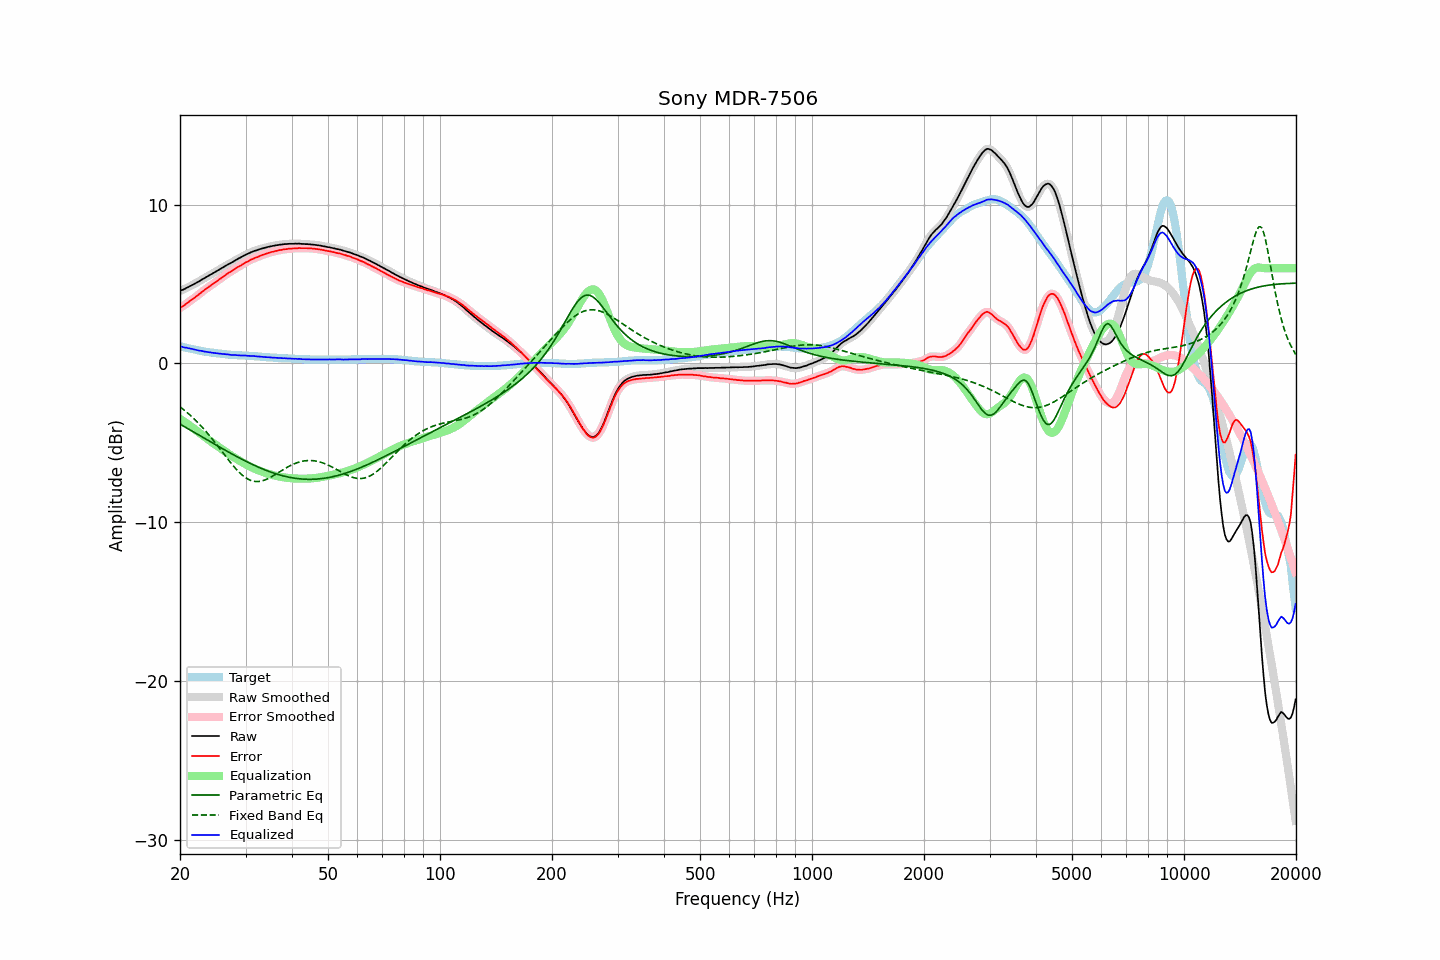 Sony MDR-7506
Amplitude (dBr)
10
0
−10
−20
−30
Target
Raw Smoothed
Error Smoothed
Raw
Error
Equalization
Parametric Eq
Fixed Band Eq
Equalized
20 50 100 200 500 1000 2000 5000 10000 20000
Frequency (Hz)